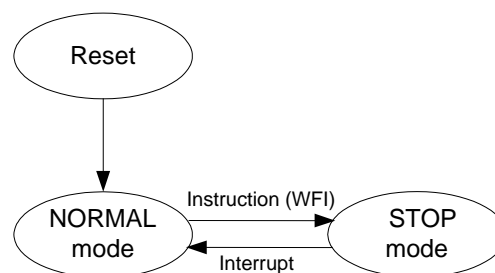 Reset
NORMAL
mode
Instruction (WFI)
Interrupt
STOP
mode